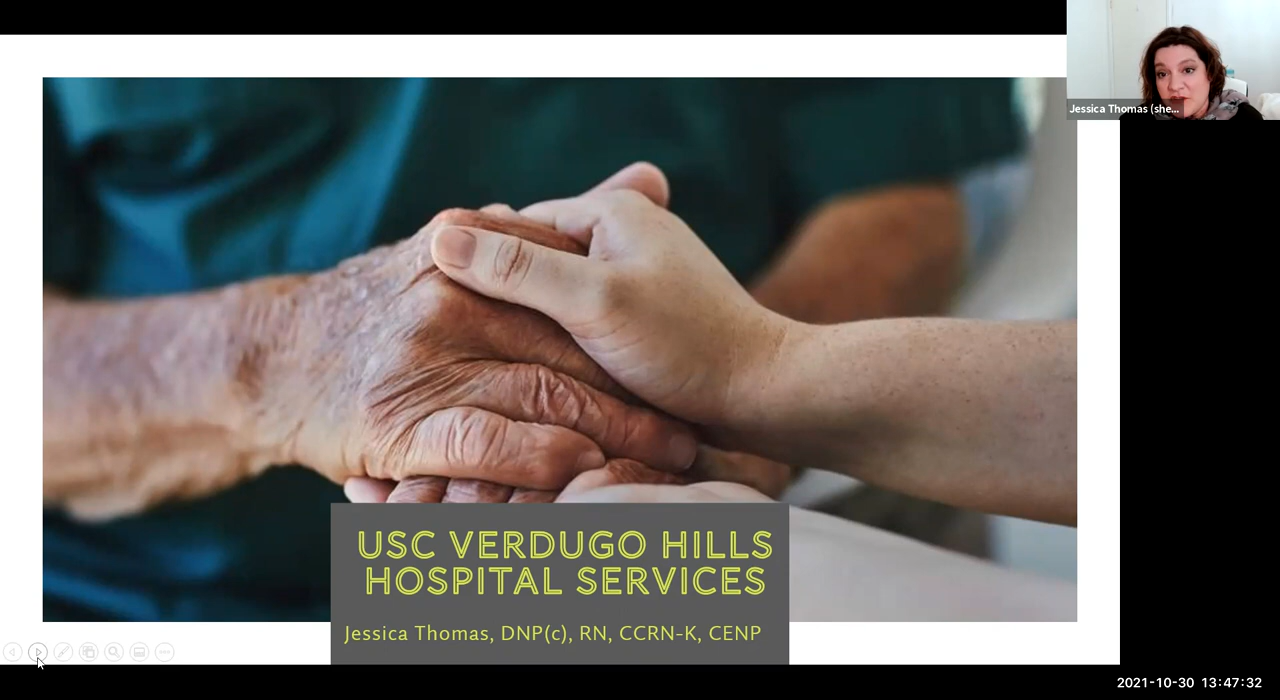 Jessica Thomas (she...
USC VERDUGO HILLS
HOSPITAL SERVICES
Jessica Thomas, DNP(c), RN, CCRN-K, CENP
2021-10-30 13:47:32